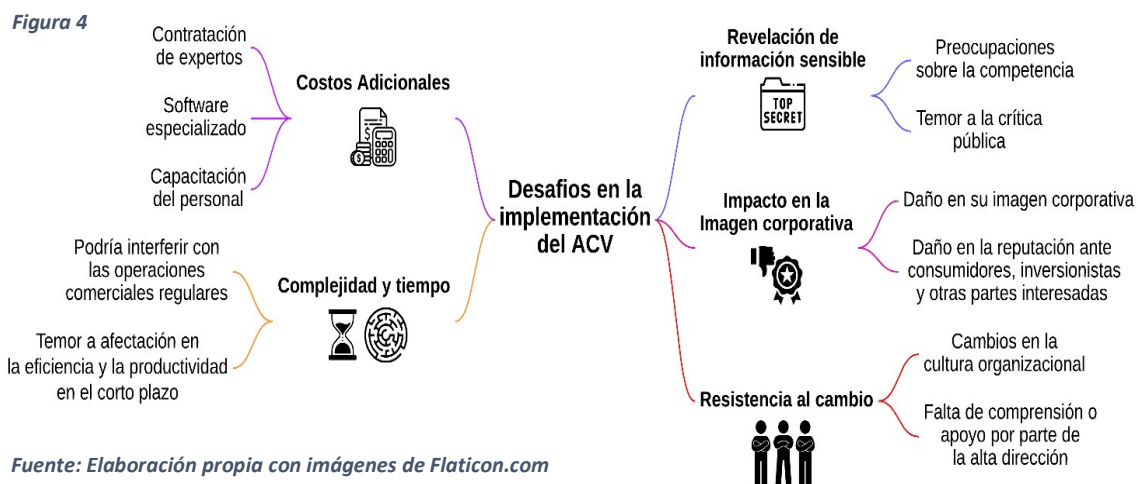 Figura 4
Contratación
de expertos
Software
especializado
Capacitación
del personal
Costos Adicionales
Podría interferir con
las operaciones
comerciales regulares
Temor a afectación en
la eficiencia y la productividad
en el corto plazo
Complejidad y tiempo
Desafios en la
implementación
del ACV
Revelación de
información sensible
TOP
SECRET
Preocupaciones
sobre la competencia
Temor a la crítica
pública
Impacto en la
Imagen corporativa
Daño en su imagen corporativa
Daño en la reputación ante
consumidores, inversionistas
y otras partes interesadas
Resistencia al cambio
Cambios en la
cultura organizacional
Falta de comprensión o
apoyo por parte de
la alta dirección
Fuente: Elaboración propia con imágenes de Flaticon.com